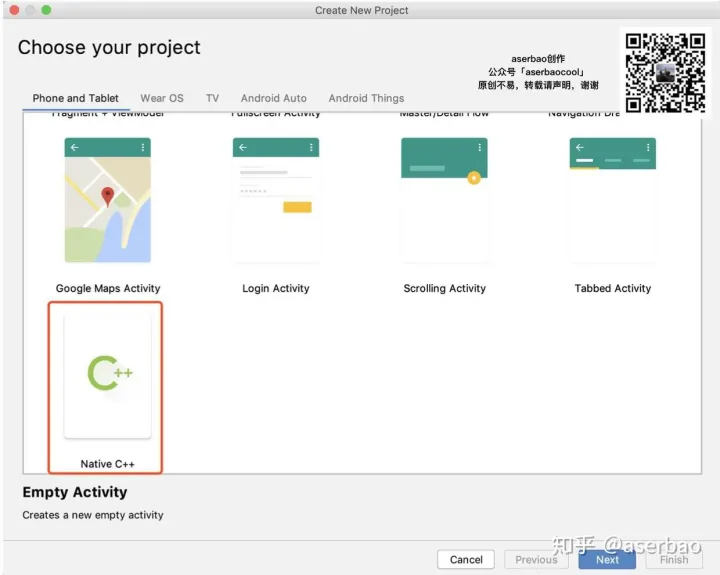 Create New Project
Choose your project
aserbao创作
公众号「aserbaocool」
原创不易，转载请声明，谢谢
Phone and Tablet
Wear OS
TV
Android Auto
Android Things
Fragment + ViewModel
Fullscreen Activity
Master/Detail Flow
Navigation Dra
Google Maps Activity
Login Activity
Scrolling Activity
Tabbed Activity
C++
Native C++
Empty Activity
Creates a new empty activity
知乎 @aserbao
Cancel
Previous
Next
Finish